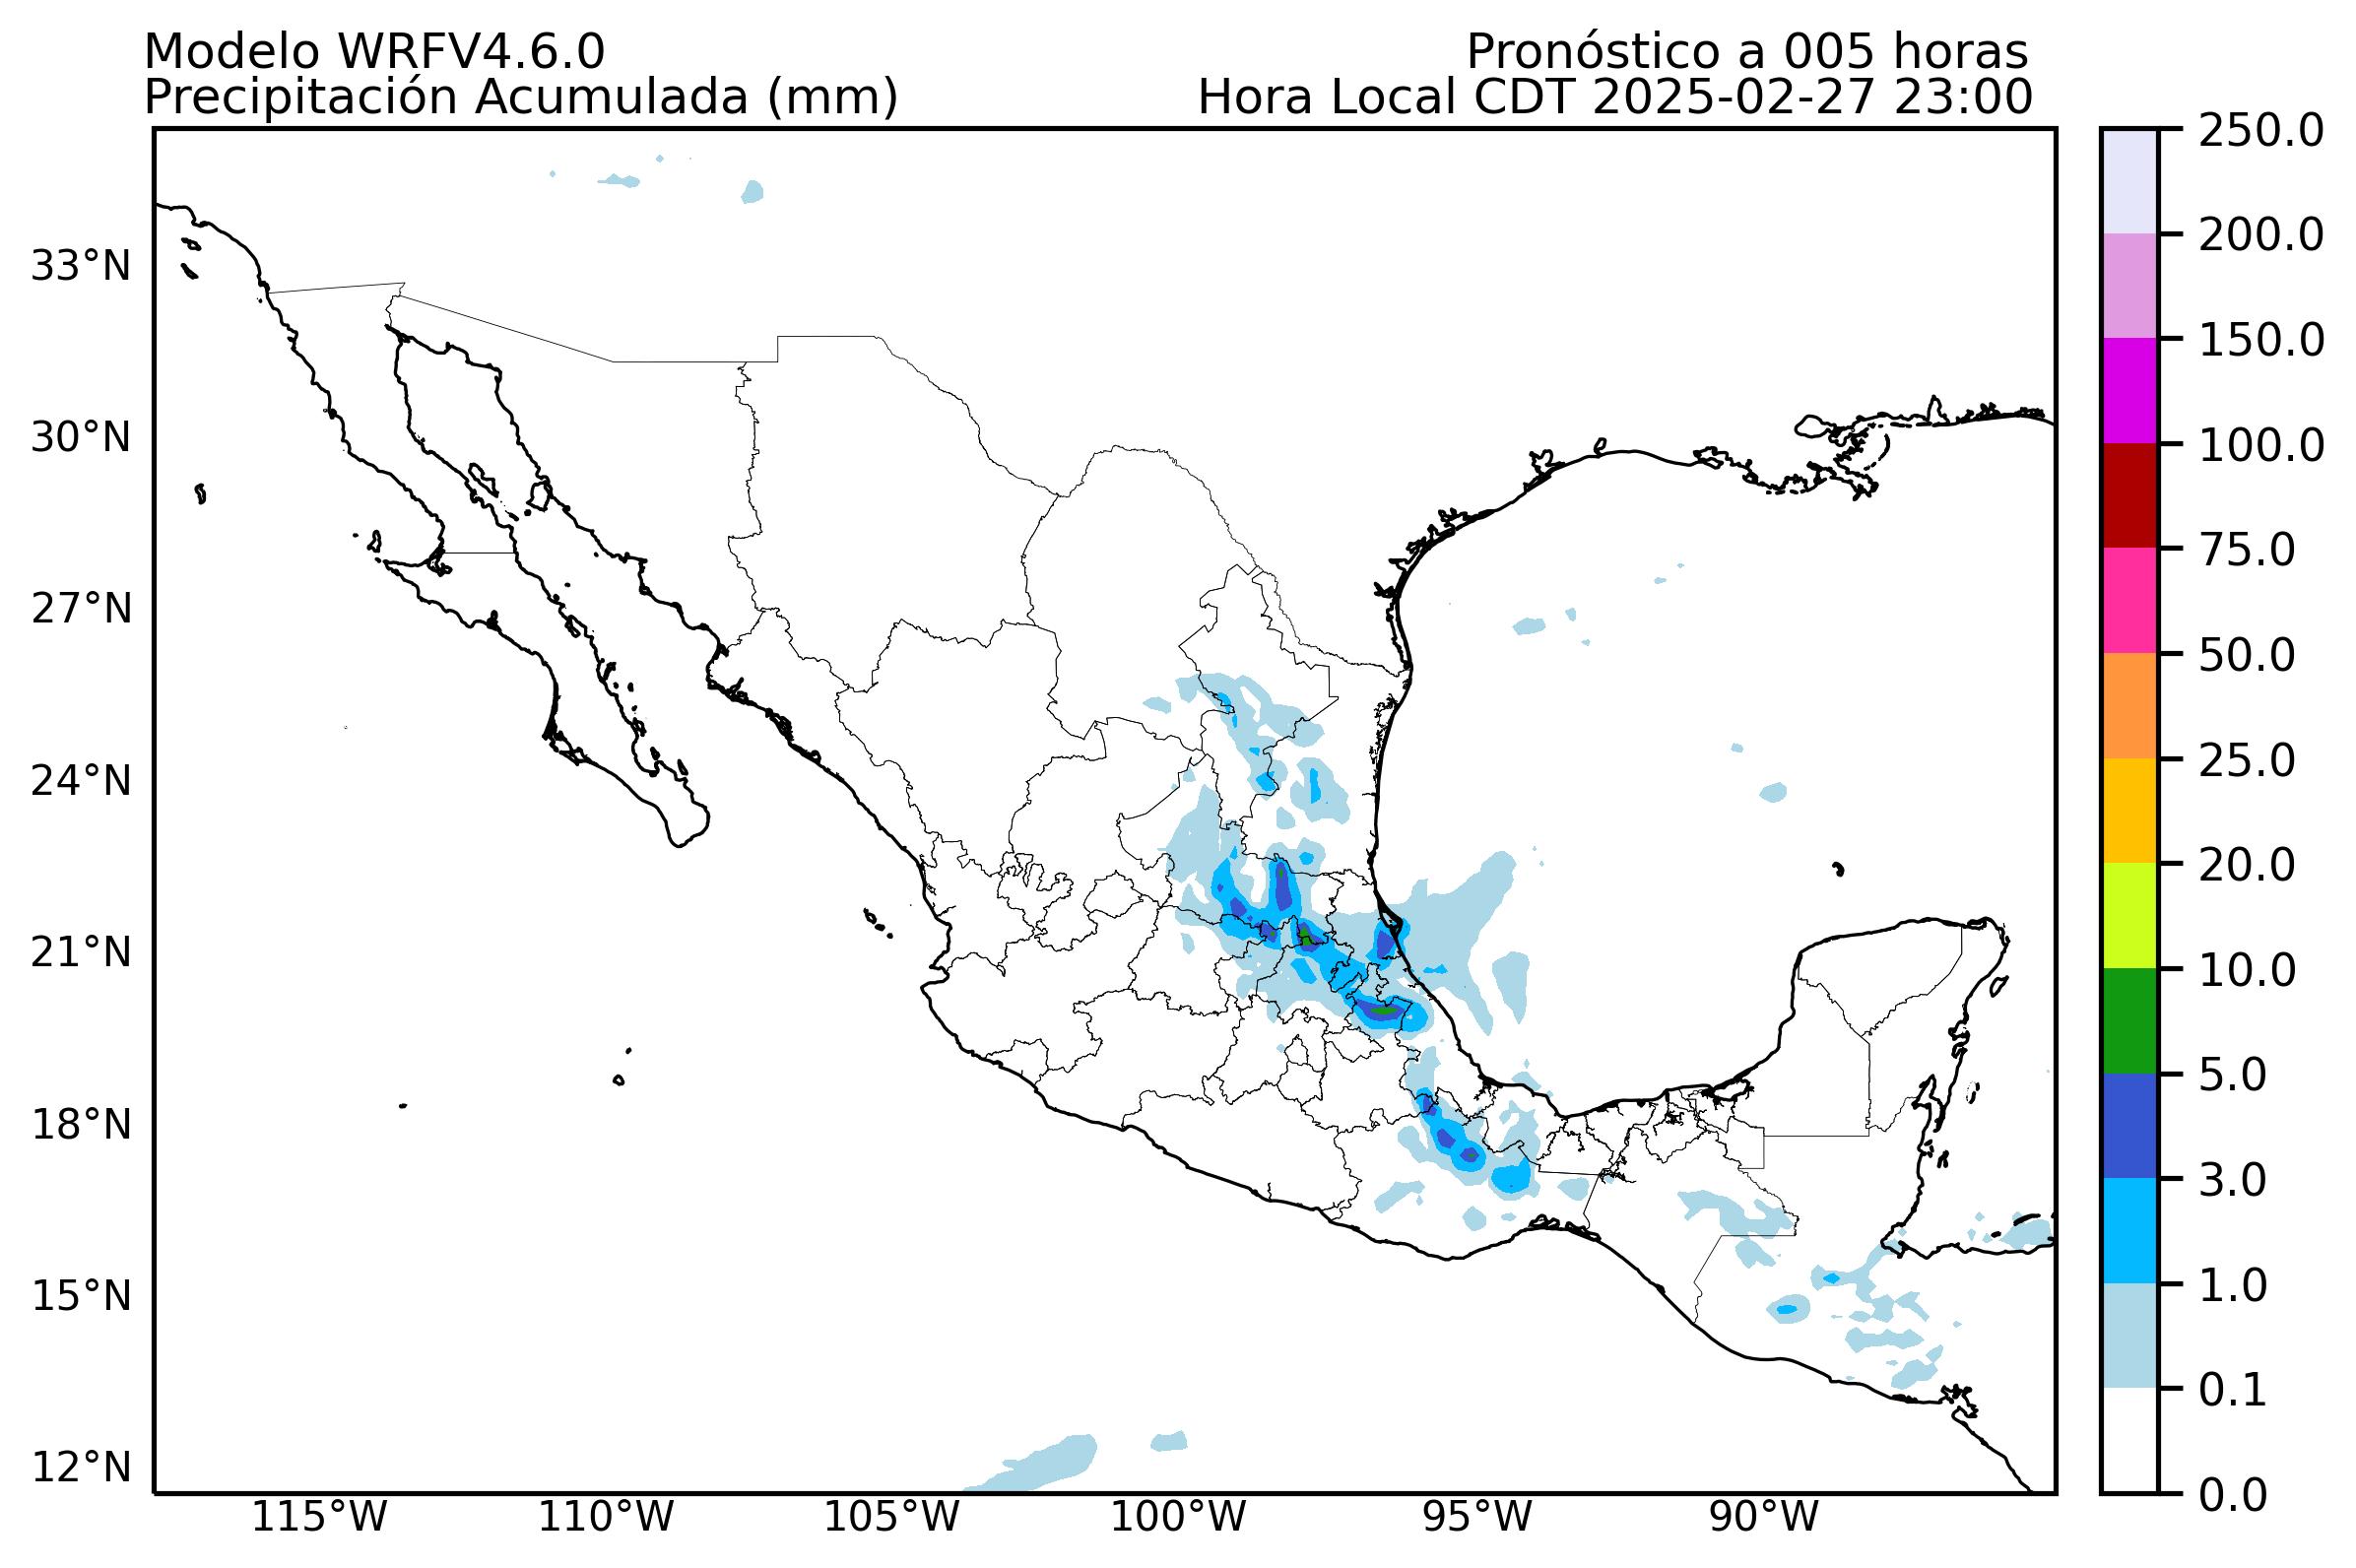 Modelo WRFV4.6.0
Pronóstico a 005 horas
Precipitación Acumulada (mm)
Hora Local CDT 2025-02-27 23:00
33°N
30°N
27°N
24°N
21°N
18°N
15°N
12°N
115°W
110°W
105°W
100°W
95°W
90°W
250.0
200.0
150.0
100.0
75.0
50.0
25.0
20.0
10.0
5.0
3.0
1.0
0.1
0.0